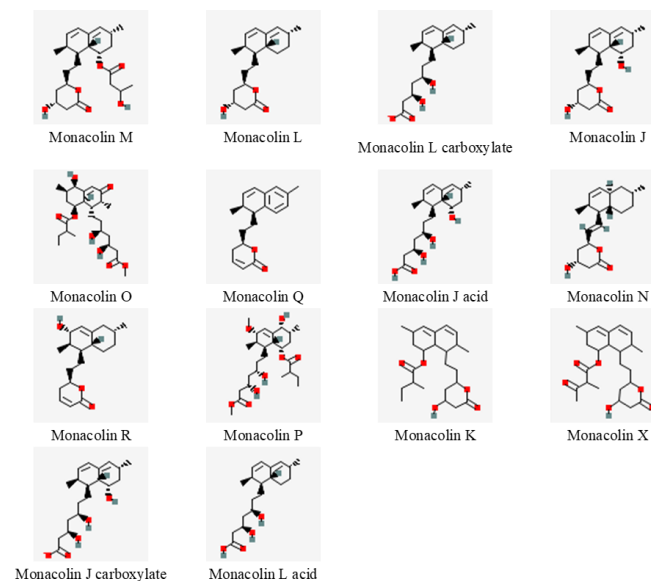 Monacolin M
Monacolin L
Monacolin L carboxylate
Monacolin J
Monacolin O
Monacolin Q
Monacolin J acid
Monacolin N
Monacolin R
Monacolin P
Monacolin K
Monacolin X
Monacolin J carboxylate
Monacolin L acid